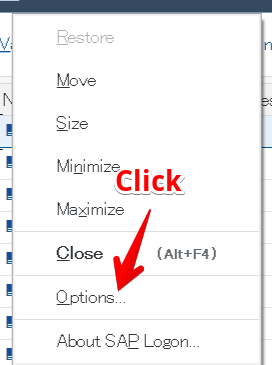 Restore
Move
Size
Minimize
Click
Maximize
Close (Alt+F4)
Options...
About SAP Logon...